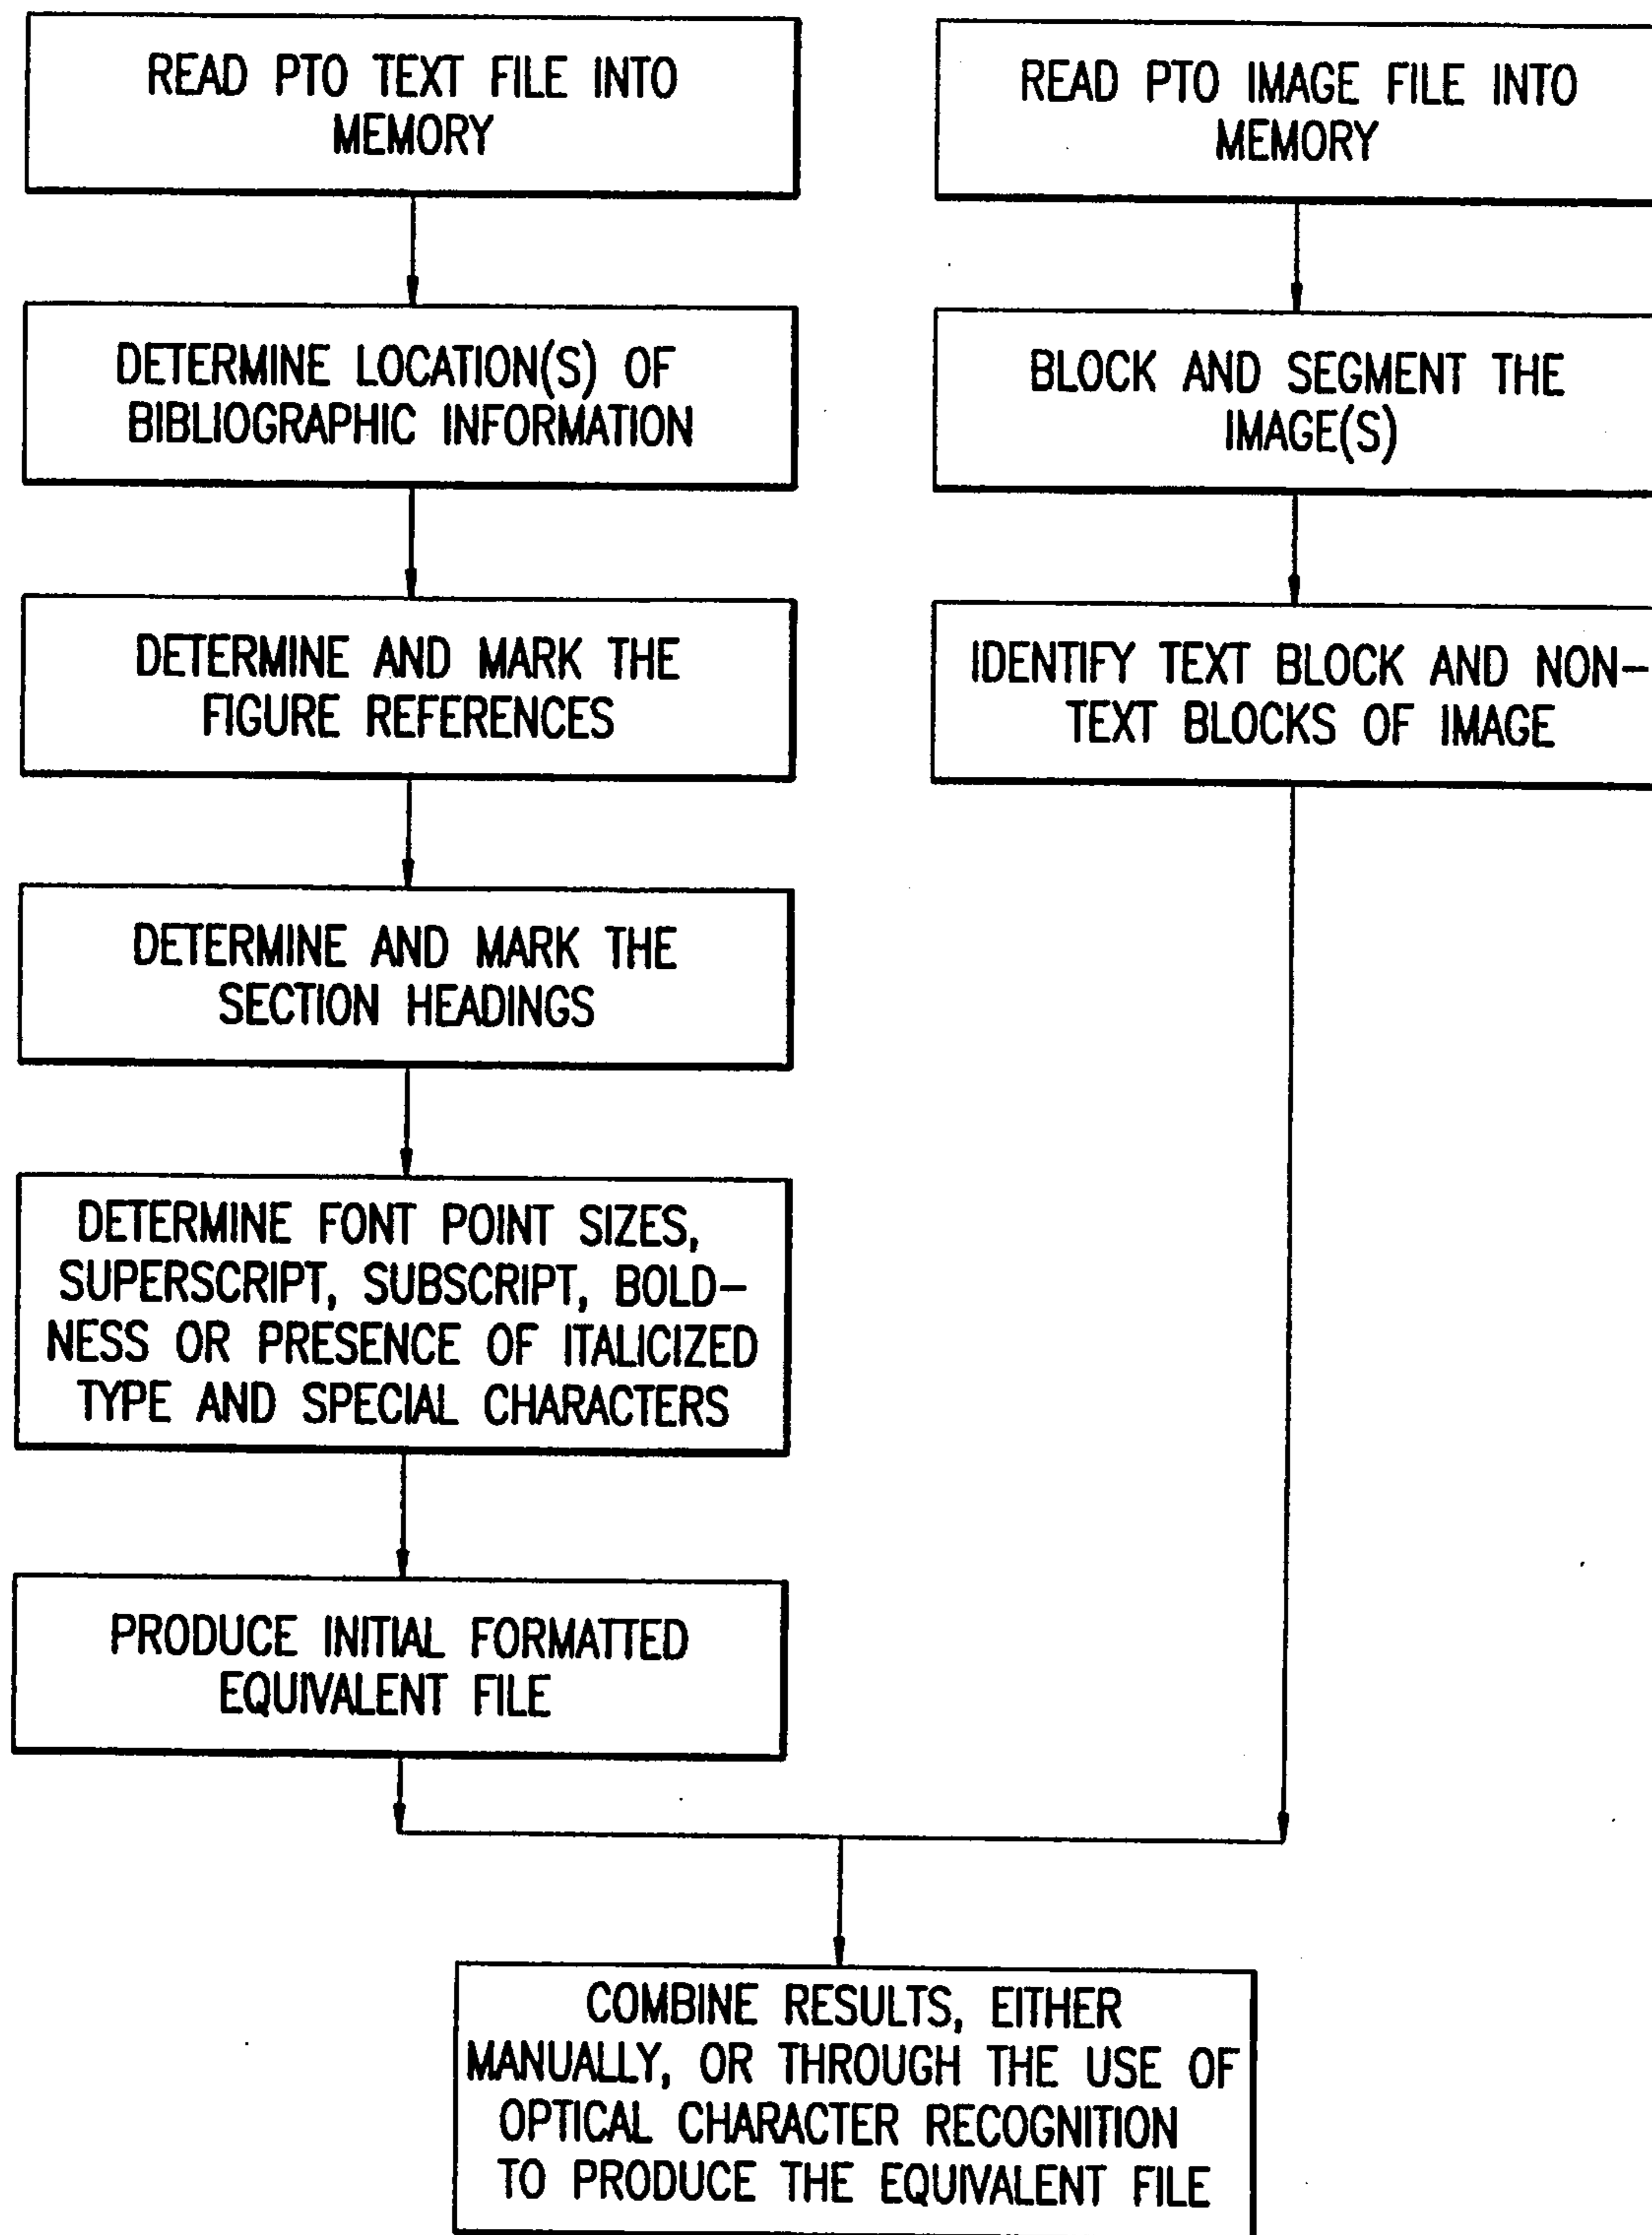 READ PTO TEXT FILE INTO
MEMORY
DETERMINE LOCATION(S) OF
BIBLIOGRAPHIC INFORMATION
DETERMINE AND MARK THE
FIGURE REFERENCES
DETERMINE AND MARK THE
SECTION HEADINGS
DETERMINE FONT POINT SIZES,
SUPERSCRIPT, SUBSCRIPT, BOLD-
NESS OR PRESENCE OF ITALICIZED
TYPE AND SPECIAL CHARACTERS
PRODUCE INITIAL FORMATTED
EQUIVALENT FILE
READ PTO IMAGE FILE INTO
MEMORY
BLOCK AND SEGMENT THE
IMAGE(S)
IDENTIFY TEXT BLOCK AND NON-
TEXT BLOCKS OF IMAGE
COMBINE RESULTS, EITHER
MANUALLY, OR THROUGH THE USE OF
OPTICAL CHARACTER RECOGNITION
TO PRODUCE THE EQUIVALENT FILE